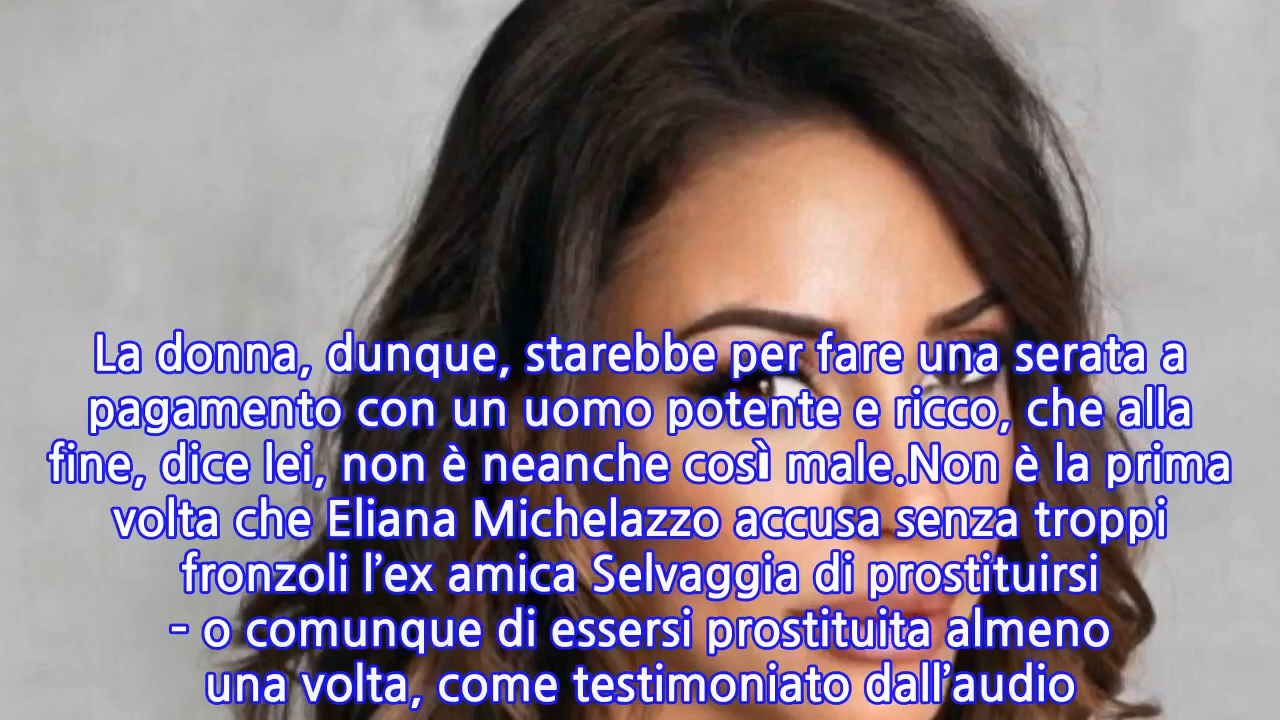 La donna, dunque, starebbe per fare una serata a
pagamento con un uomo potente e ricco, che alla
fine, dice lei, non è neanche così male.Non è la prima
volta che Eliana Michelazzo accusa senza troppi
fronzoli l’ex amica Selvaggia di prostituirsi
- o comunque di essersi prostituita almeno
una volta, come testimoniato dall’audio